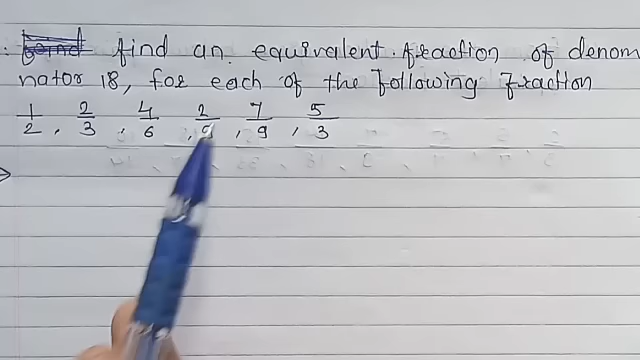 find an equivalent fraction of denom
nator 18, for each of the following fraction
1/2, 2/3, 4/6, 2/9, 7/9, 5/3